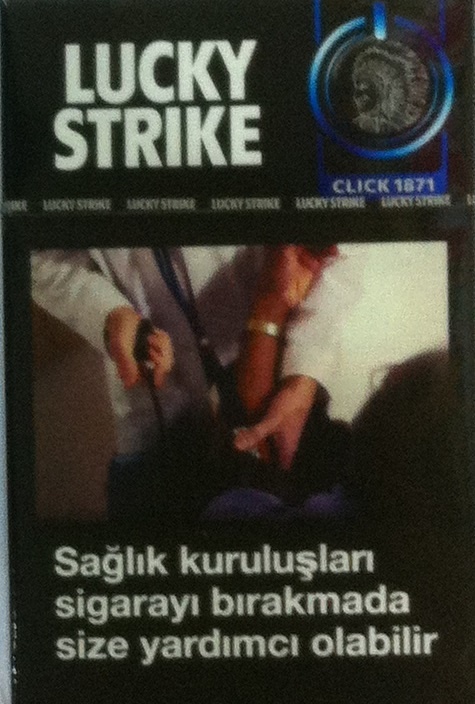 LUCKY
STRIKE
CLICK 1871
LUCKY STRIKE LUCKY STRIKE LUCKY STRIKE LUCKY STRIKE LUCKY STRIKE
Sağlık kuruluşları
sigarayı bırakmada
size yardımcı olabilir